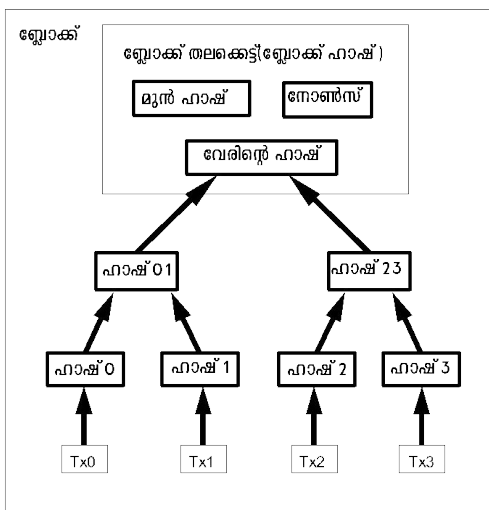 ബ്ലോക്ക്
ബ്ലോക്ക് തലക്കെട്ട്(ബ്ലോക്ക് ഹാഷ് )
മുൻ ഹാഷ്
നോൺസ്
വേരിന്റെ ഹാഷ്
ഹാഷ് 01
ഹാഷ് 23
ഹാഷ് 0
ഹാഷ് 1
ഹാഷ് 2
ഹാഷ് 3
Tx0
Tx1
Tx2
Tx3